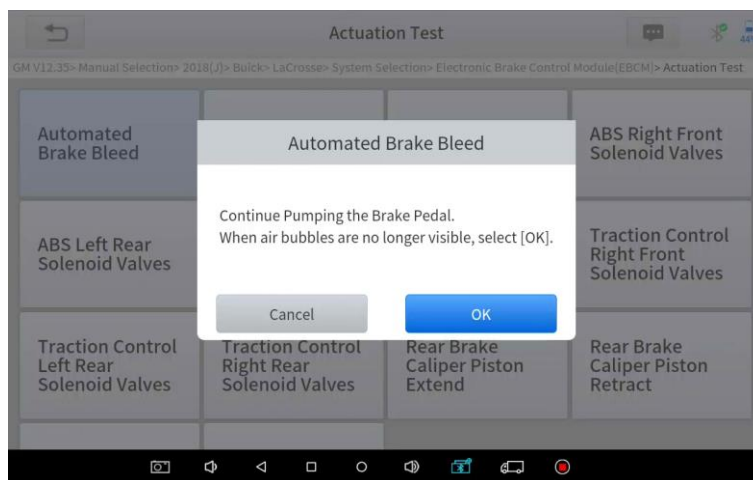 Actuation Test
GM V12.35> Manual Selection> 2018(J)> Buick> LaCrosse> System Selection> Electronic Brake Control Module(EBCM)> Actuation Test
Automated
Brake Bleed
ABS Right Front
Solenoid Valves
Automated Brake Bleed
Continue Pumping the Brake Pedal.
When air bubbles are no longer visible, select [OK].
Cancel
OK
ABS Left Rear
Solenoid Valves
Traction Control
Right Front
Solenoid Valves
Traction Control
Left Rear
Solenoid Valves
Traction Control
Right Rear
Solenoid Valves
Rear Brake
Caliper Piston
Extend
Rear Brake
Caliper Piston
Retract